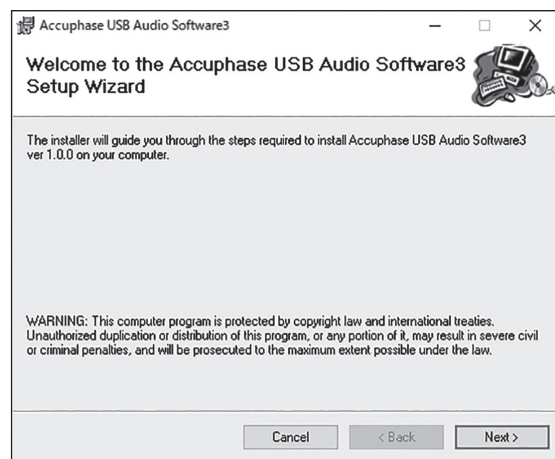 Accuphase USB Audio Software3
Welcome to the Accuphase USB Audio Software3
Setup Wizard
The installer will guide you through the steps required to install Accuphase USB Audio Software3
ver 1.0.0 on your computer.
WARNING: This computer program is protected by copyright law and international treaties.
Unauthorized duplication or distribution of this program, or any portion of it, may result in severe civil
or criminal penalties, and will be prosecuted to the maximum extent possible under the law.
Cancel
< Back
Next >